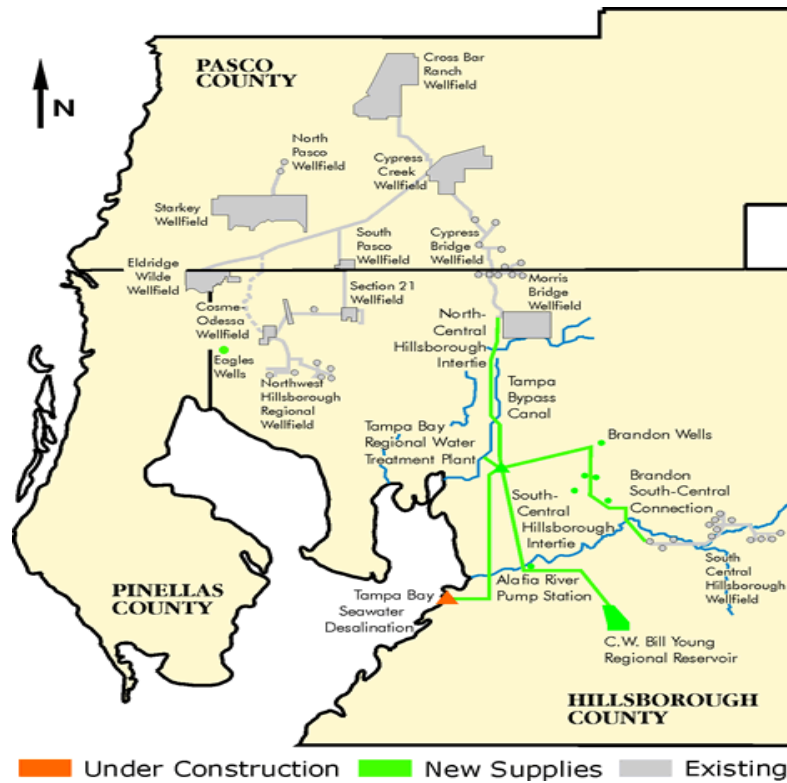 PASCO
COUNTY
Cross Bar
Ranch
Wellfield
N
North
Pasco
Wellfield
Cypress
Creek
Wellfield
Starkey
Wellfield
South
Pasco
Wellfield
Cypress
Bridge
Wellfield
Eldridge
Wilde
Wellfield
Morris
Bridge
Wellfield
Section 21
Wellfield
Cosme-
Odessa
Wellfield
North-
Central
Hillsborough
Intertie
Eagles
Wells
Northwest
Hillsborough
Regional
Wellfield
Tampa
Bypass
Canal
Tampa Bay
Regional Water
Treatment Plant
Brandon Wells
Brandon
South-Central
Connection
South-
Central
Hillsborough
Intertie
South
Central
Hillsborough
Wellfield
PINELLAS
COUNTY
Tampa Bay
Seawater
Desalination
Alafia River
Pump Station
C.W. Bill Young
Regional Reservoir
HILLSBOROUGH
COUNTY
Under Construction
New Supplies
Existing